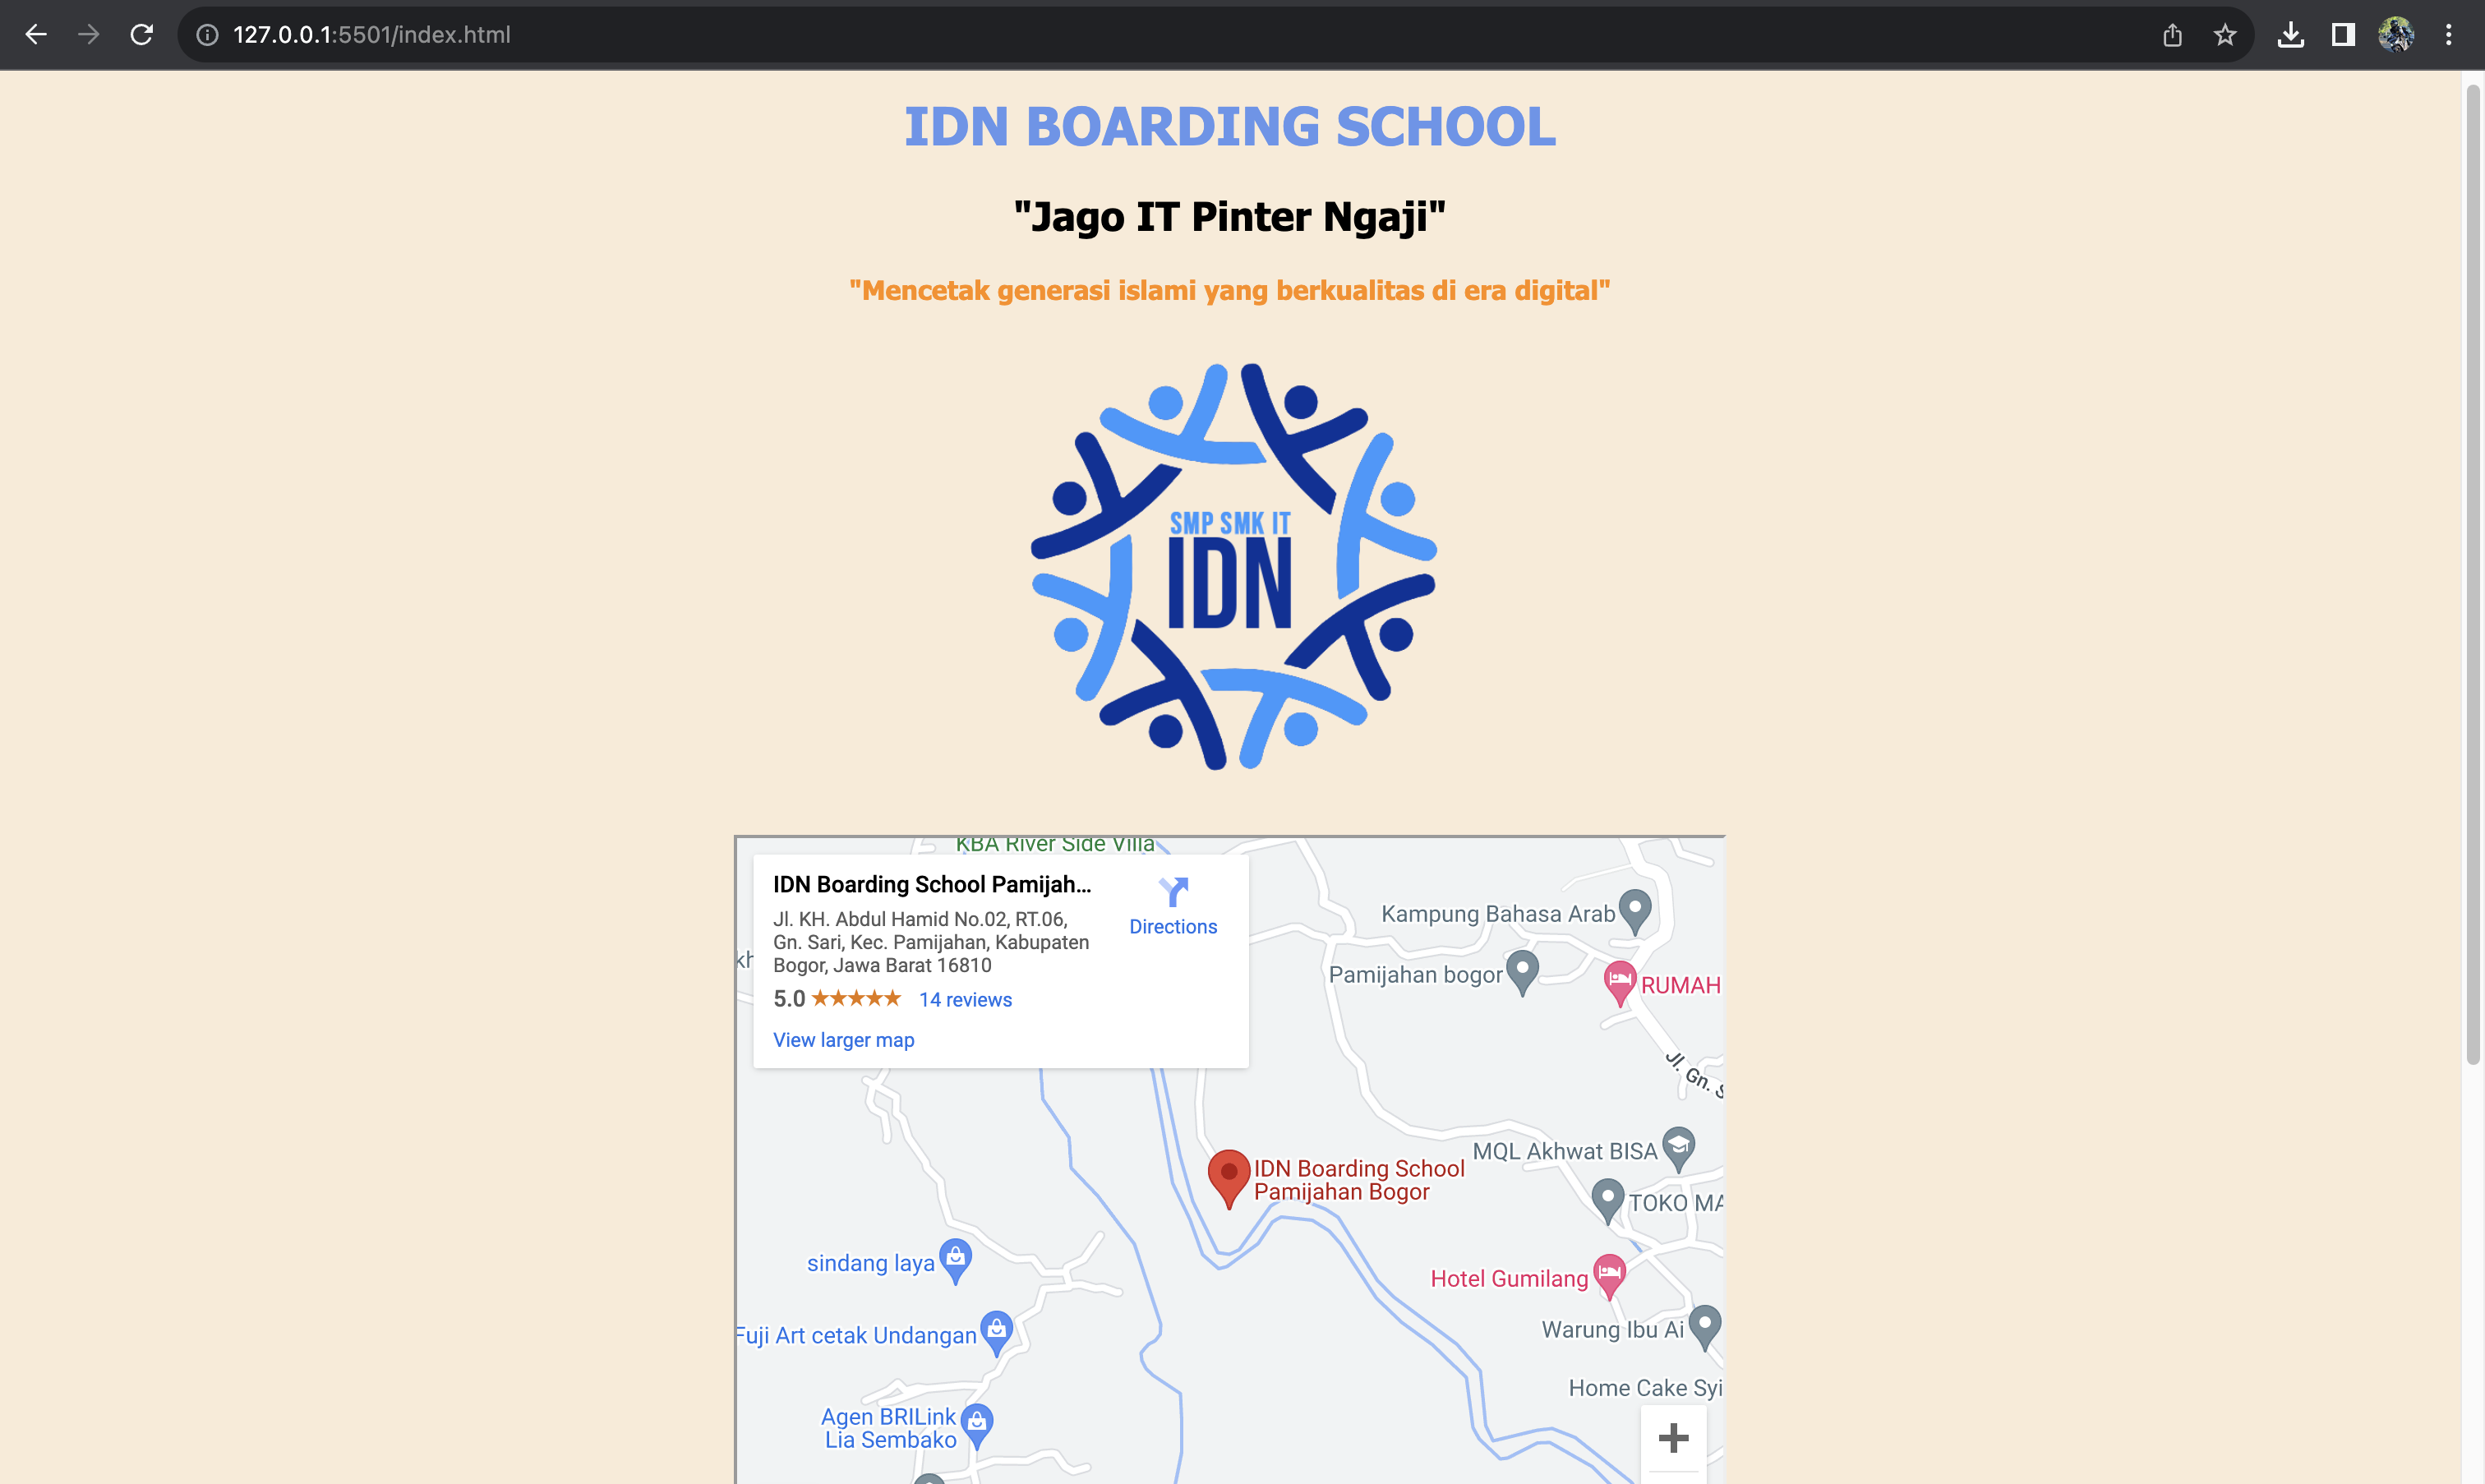 127.0.0.1:5501/index.html
IDN BOARDING SCHOOL
"Jago IT Pinter Ngaji"
"Mencetak generasi islami yang berkualitas di era digital"
SMP SMK IT
IDN
KBA River Side Villa
IDN Boarding School Pamijah...
Directions
Jl. KH. Abdul Hamid No.02, RT.06,
Gn. Sari, Kec. Pamijahan, Kabupaten
Bogor, Jawa Barat 16810
5.0 ★★★★★ 14 reviews
View larger map
Kampung Bahasa Arab
Pamijahan bogor
RUMAH
Jl. Gn. S
MQL Akhwat BISA
IDN Boarding School
Pamijahan Bogor
TOKO MA
sindang laya
Hotel Gumilang
Fuji Art cetak Undangan
Warung Ibu Ai
Home Cake Syi
Agen BRILink
Lia Sembako